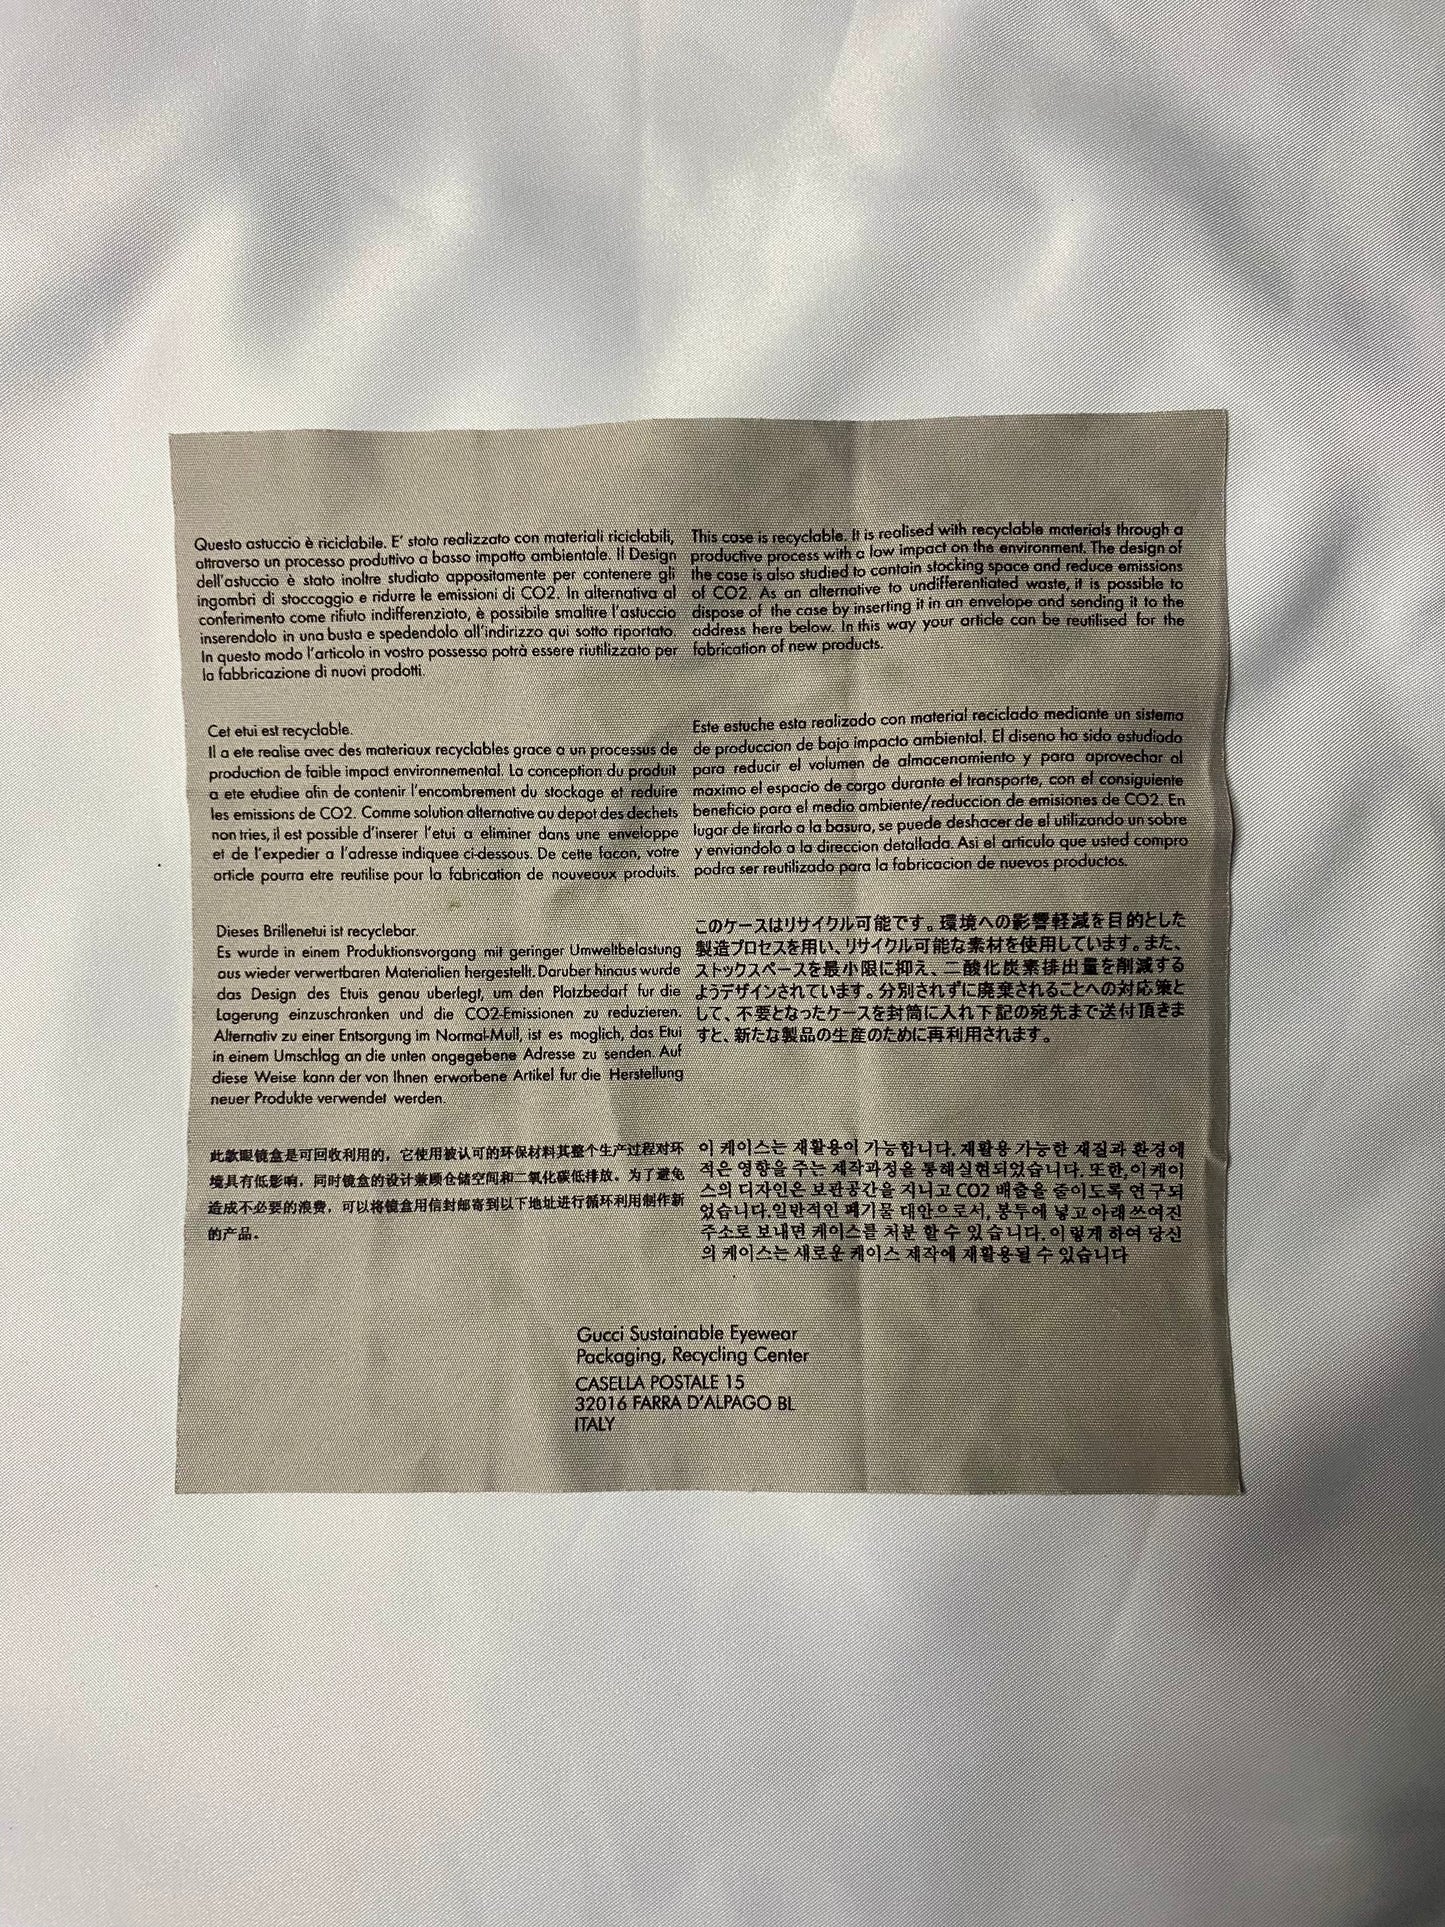 Questo astuccio è riciclabile. E' stato realizzato con materiali riciclabili,
attraverso un processo produttivo a basso impatto ambientale. Il Design
dell'astuccio è stato inoltre studiato appositamente per contenere gli
ingombri di stoccaggio e ridurre le emissioni di CO2. In alternativa al
conferimento come rifiuto indifferenziato, è possibile smaltire l'astuccio
inserendolo in una busta e spedendolo all'indirizzo qui sotto riportato.
In questo modo l'articolo in vostro possesso potrà essere riutilizzato per
la fabbricazione di nuovi prodotti.
This case is recyclable. It is realised with recyclable materials through a
productive process with a low impact on the environment. The design of
the case is also studied to contain stocking space and reduce emissions
of CO2. As an alternative to undifferentiated waste, it is possible to
dispose of the case by inserting it in an envelope and sending it to the
address here below. In this way your article can be reutilised for the
fabrication of new products.
Cet etui est recyclable.
Il a ete realise avec des materiaux recyclables grace a un processus de
production de faible impact environnemental. La conception du produit
a ete etudiee afin de contenir l'encombrement du stockage et reduire
les emissions de CO2. Comme solution alternative au depot des dechets
non tries, il est possible d'inserer l'etui a eliminer dans une enveloppe
et de l'expedier a l'adresse indiquee ci-dessous. De cette facon, votre
article pourra etre reutilise pour la fabrication de nouveaux produits.
Este estuche esta realizado con material reciclado mediante un sistema
de produccion de bajo impacto ambiental. El diseno ha sido estudiado
para reducir el volumen de almacenamiento y para aprovechar al
maximo el espacio de cargo durante el transporte, con el consiguiente
beneficio para el medio ambiente/reduccion de emisiones de CO2. En
lugar de tirarlo a la basura, se puede deshacer de el utilizando un sobre
y enviandolo a la direccion detallada. Asi el articulo que usted compro
podra ser reutilizado para la fabricacion de nuevos productos.
Dieses Brillenetui ist recyclebar.
Es wurde in einem Produktionsvorgang mit geringer Umweltbelastung
aus wieder verwertbaren Materialien hergestellt. Daruber hinaus wurde
das Design des Etuis genau uberlegt, um den Platzbedarf fur die
Lagerung einzuschranken und die CO2-Emissionen zu reduzieren.
Alternativ zu einer Entsorgung im Normal-Mull, ist es moglich, das Etui
in einem Umschlag an die unten angegebene Adresse zu senden. Auf
diese Weise kann der von Ihnen erworbene Artikel fur die Herstellung
neuer Produkte verwendet werden.
このケースはリサイクル可能です。環境への影響軽減を目的とした
製造プロセスを用い、リサイクル可能な素材を使用しています。また、
ストックスペースを最小限に抑え、二酸化炭素排出量を削減する
ようデザインされています。分別されずに廃棄されることへの対応策と
して、不要となったケースを封筒に入れ下記の宛先まで送付頂きま
すと、新たな製品の生産のために再利用されます。
此款眼镜盒是可回收利用的，它使用被认可的环保材料其整个生产过程对环
境具有低影响，同时镜盒的设计兼顾仓储空间和二氧化碳低排放。为了避免
造成不必要的浪费，可以将镜盒用信封邮寄到以下地址进行循环利用制作新
的产品。
이 케이스는 재활용이 가능합니다. 재활용 가능한 재질과 환경에
적은 영향을 주는 제작과정을 통해실현되었습니다. 또한,이케이
스의 디자인은 보관공간을 지니고 CO2 배출을 줄이도록 연구되
었습니다.일반적인 폐기물 대안으로서, 봉투에 넣고아래쓰여진
주소로 보내면 케이스를 처분 할수 있습니다. 이렇게 하여 당신
의 케이스는 새로운 케이스 제작에 재활용될 수 있습니다
Gucci Sustainable Eyewear
Packaging, Recycling Center
CASELLA POSTALE 15
32016 FARRA D'ALPAGO BL
ITALY